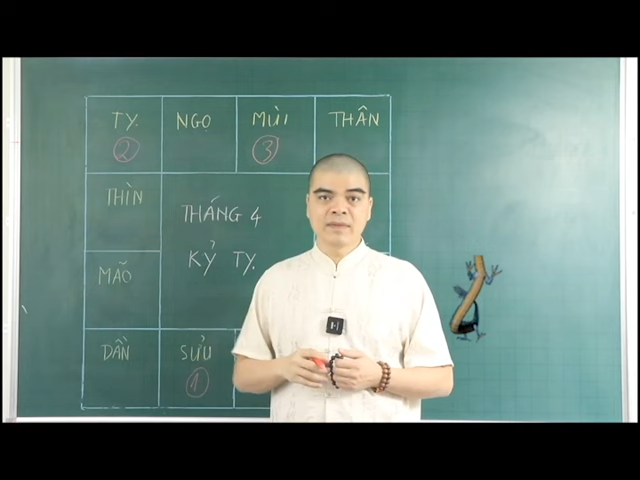 TỴ.
2
NGỌ
MÙI
3
THÂN
THÌN
THÁNG 4
KỶ TỴ.
MÃO
DẦN
SỬU
1